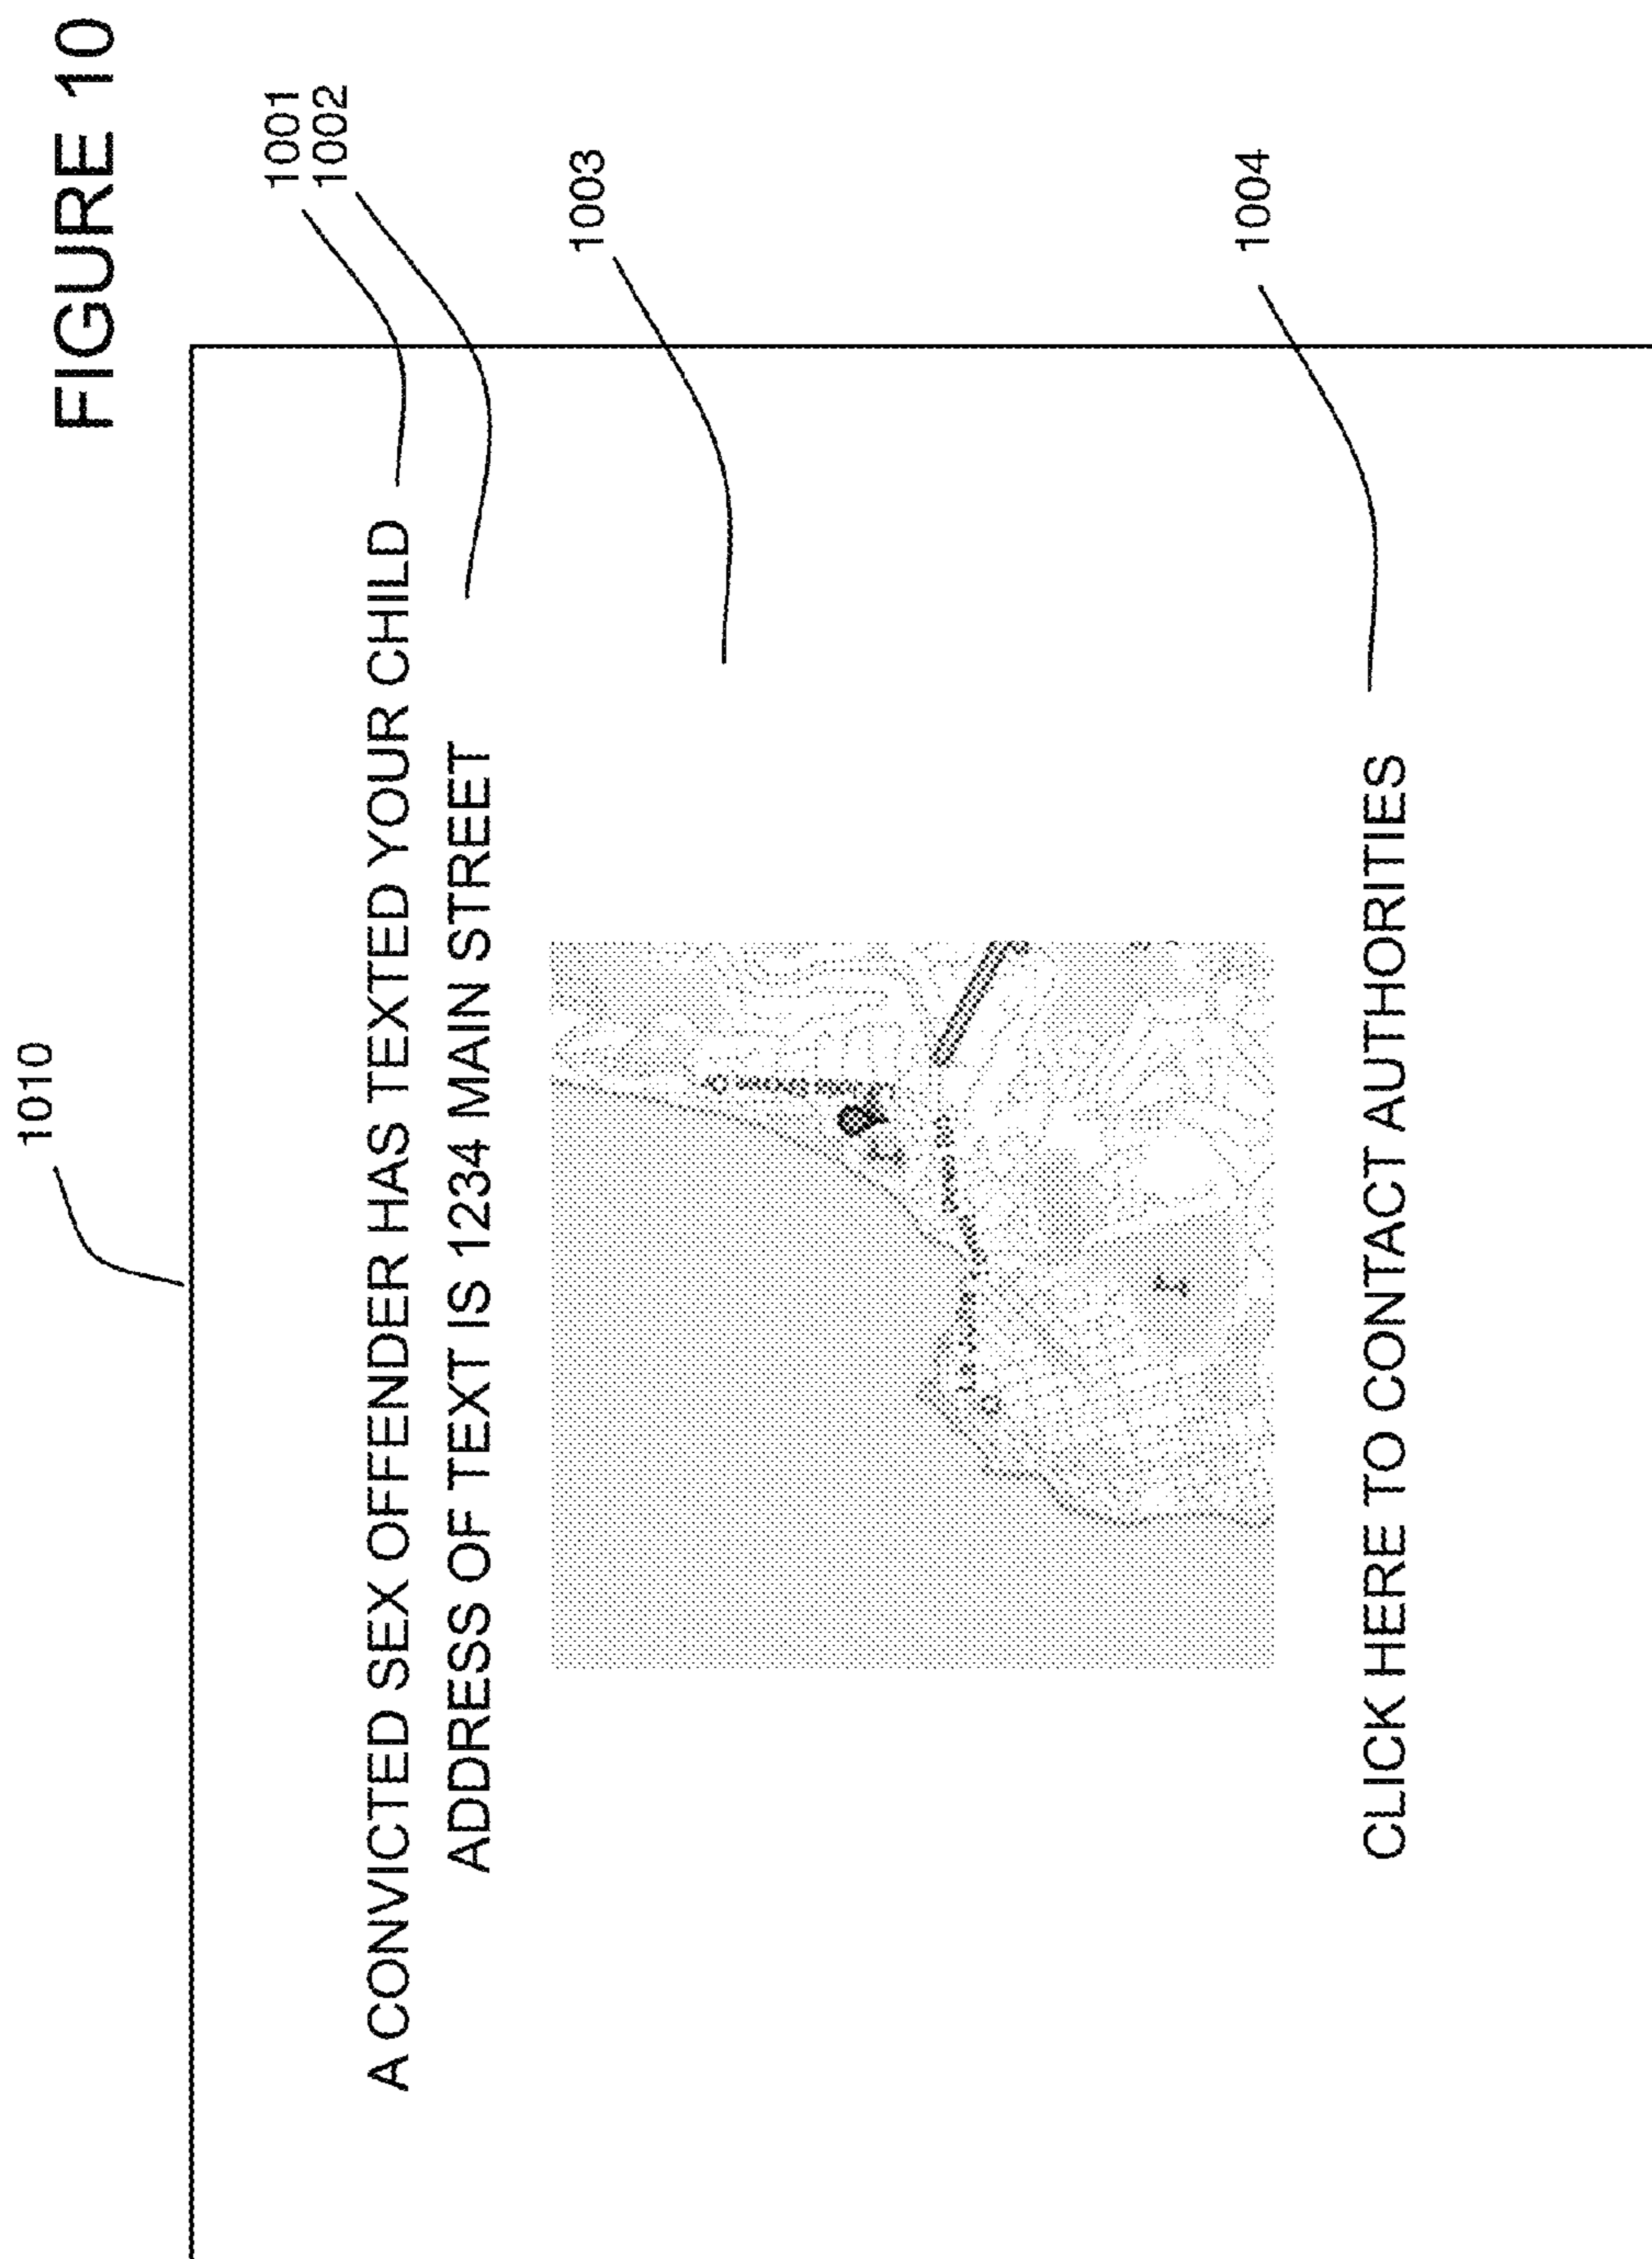 FIGURE 10
1010
1001
1002
A CONVICTED SEX OFFENDER HAS TEXTED YOUR CHILD
ADDRESS OF TEXT IS 1234 MAIN STREET
1003
1004
CLICK HERE TO CONTACT AUTHORITIES